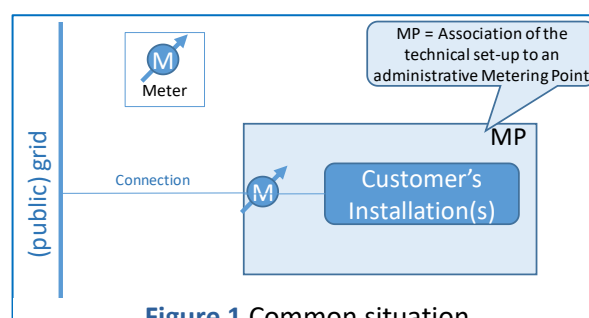 MP = Association of the
technical set-up to an
administrative Metering Point
M
Meter
MP
(public) grid
Connection
M
Customer's
Installation(s)
Figure 1 Common situation